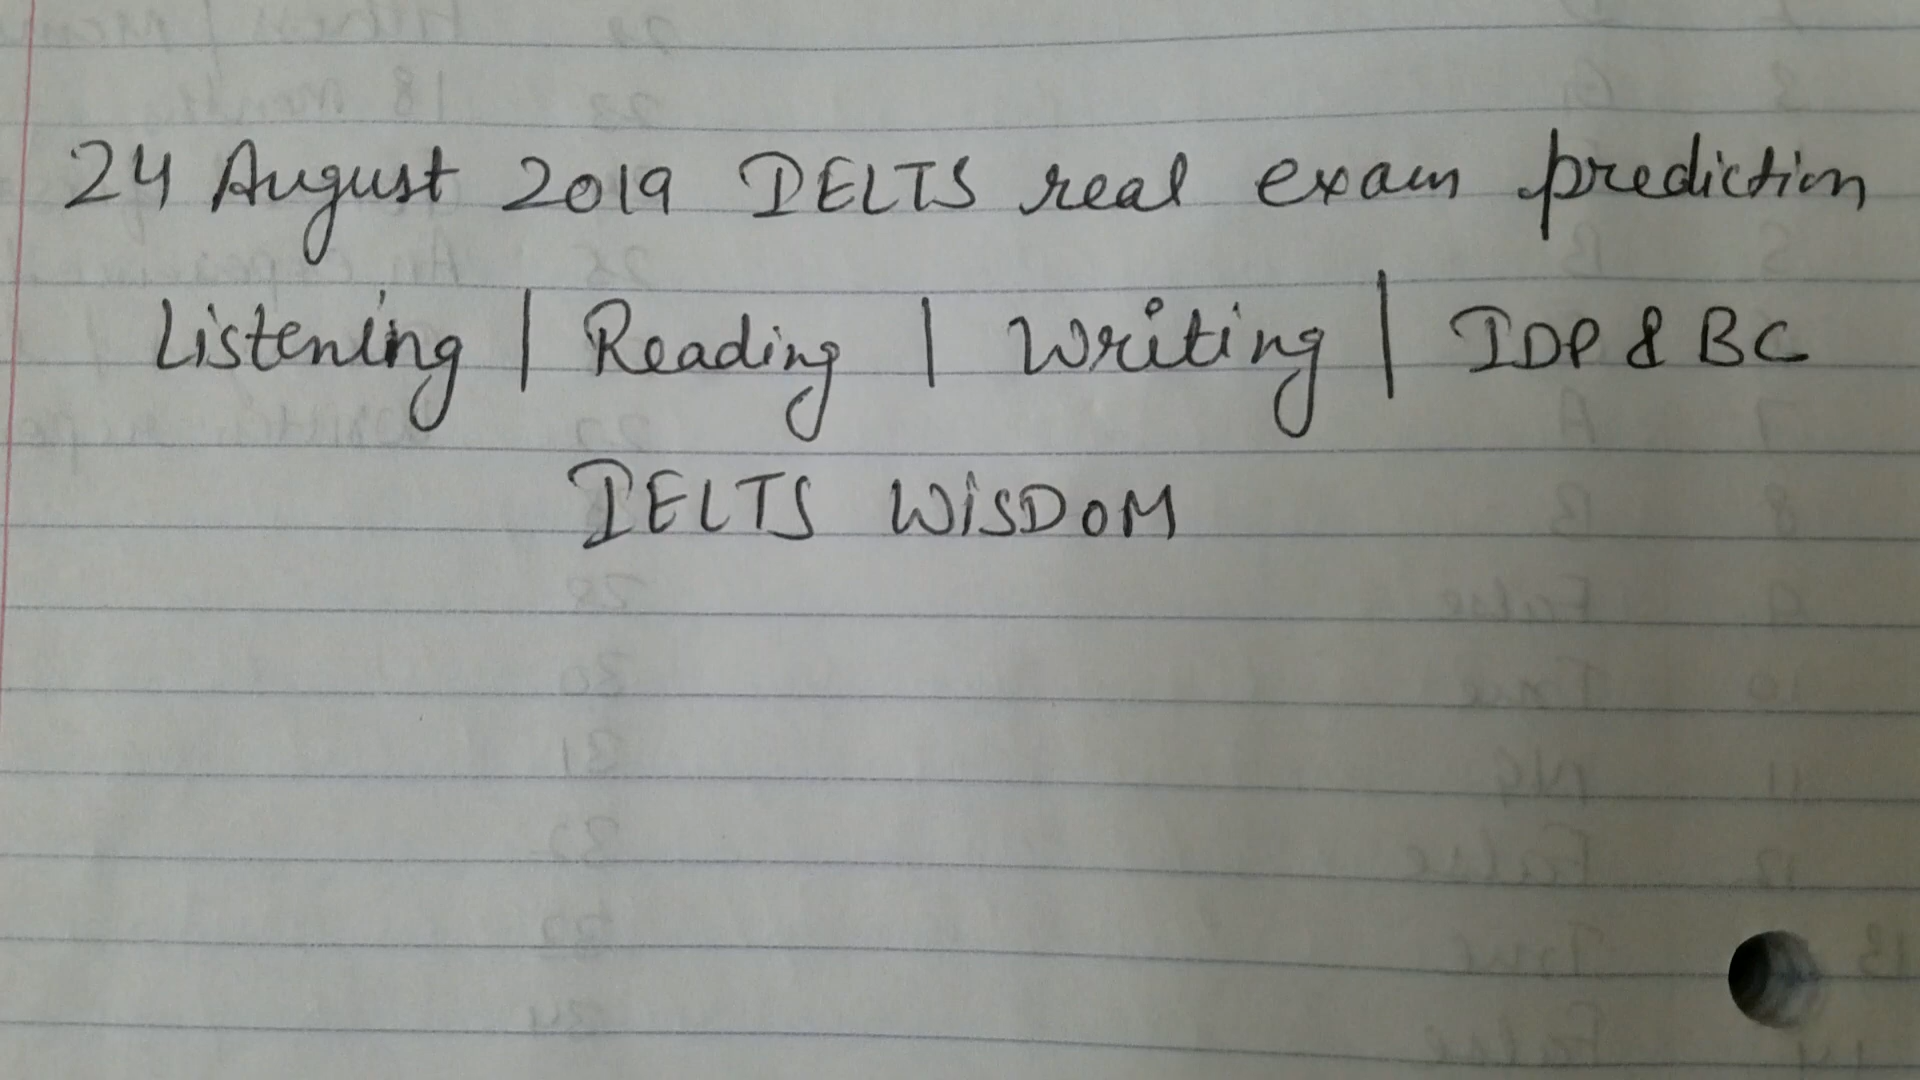 24 August 2019 IELTS real exam prediction
Listening | Reading | Writing | IDP & BC
IELTS WISDOM